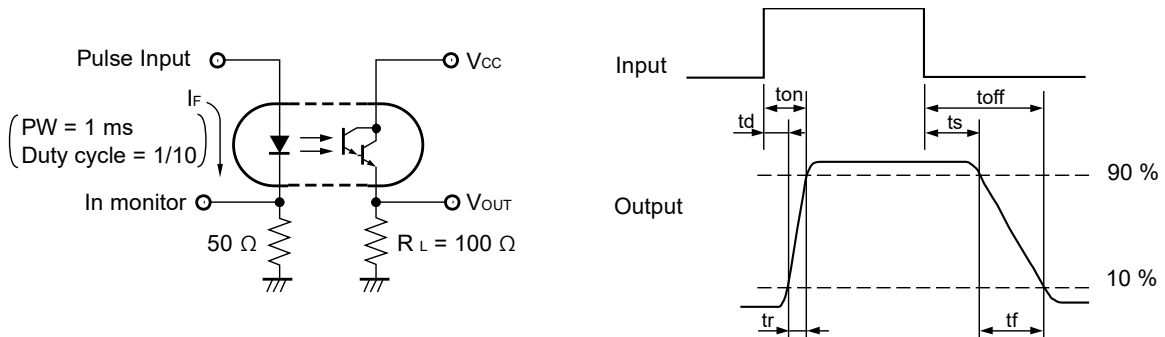 Pulse Input
VCC
IF
PW = 1 ms
Duty cycle = 1/10
In monitor
VOUT
50 Ω
R L = 100 Ω
Input
ton
toff
td
ts
90 %
Output
10 %
tr
tf